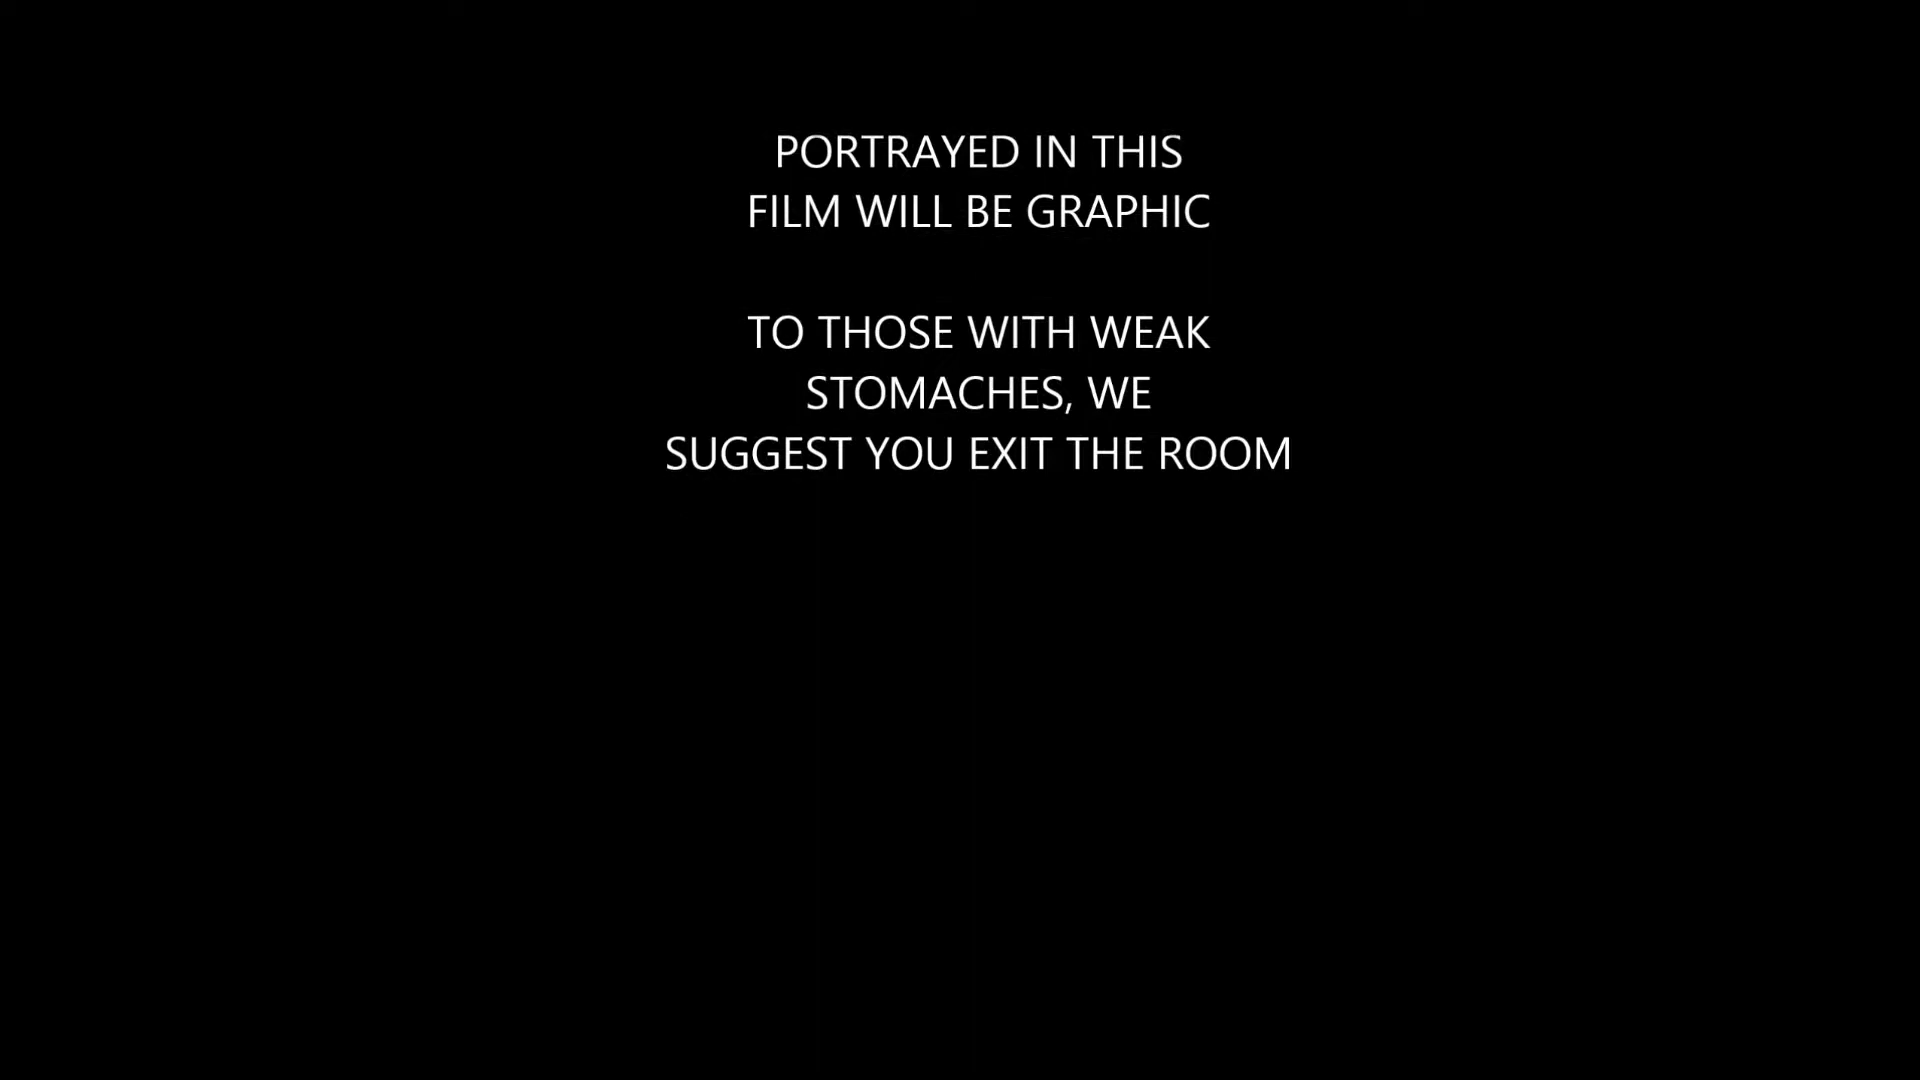 PORTRAYED IN THIS
FILM WILL BE GRAPHIC
TO THOSE WITH WEAK
STOMACHES, WE
SUGGEST YOU EXIT THE ROOM